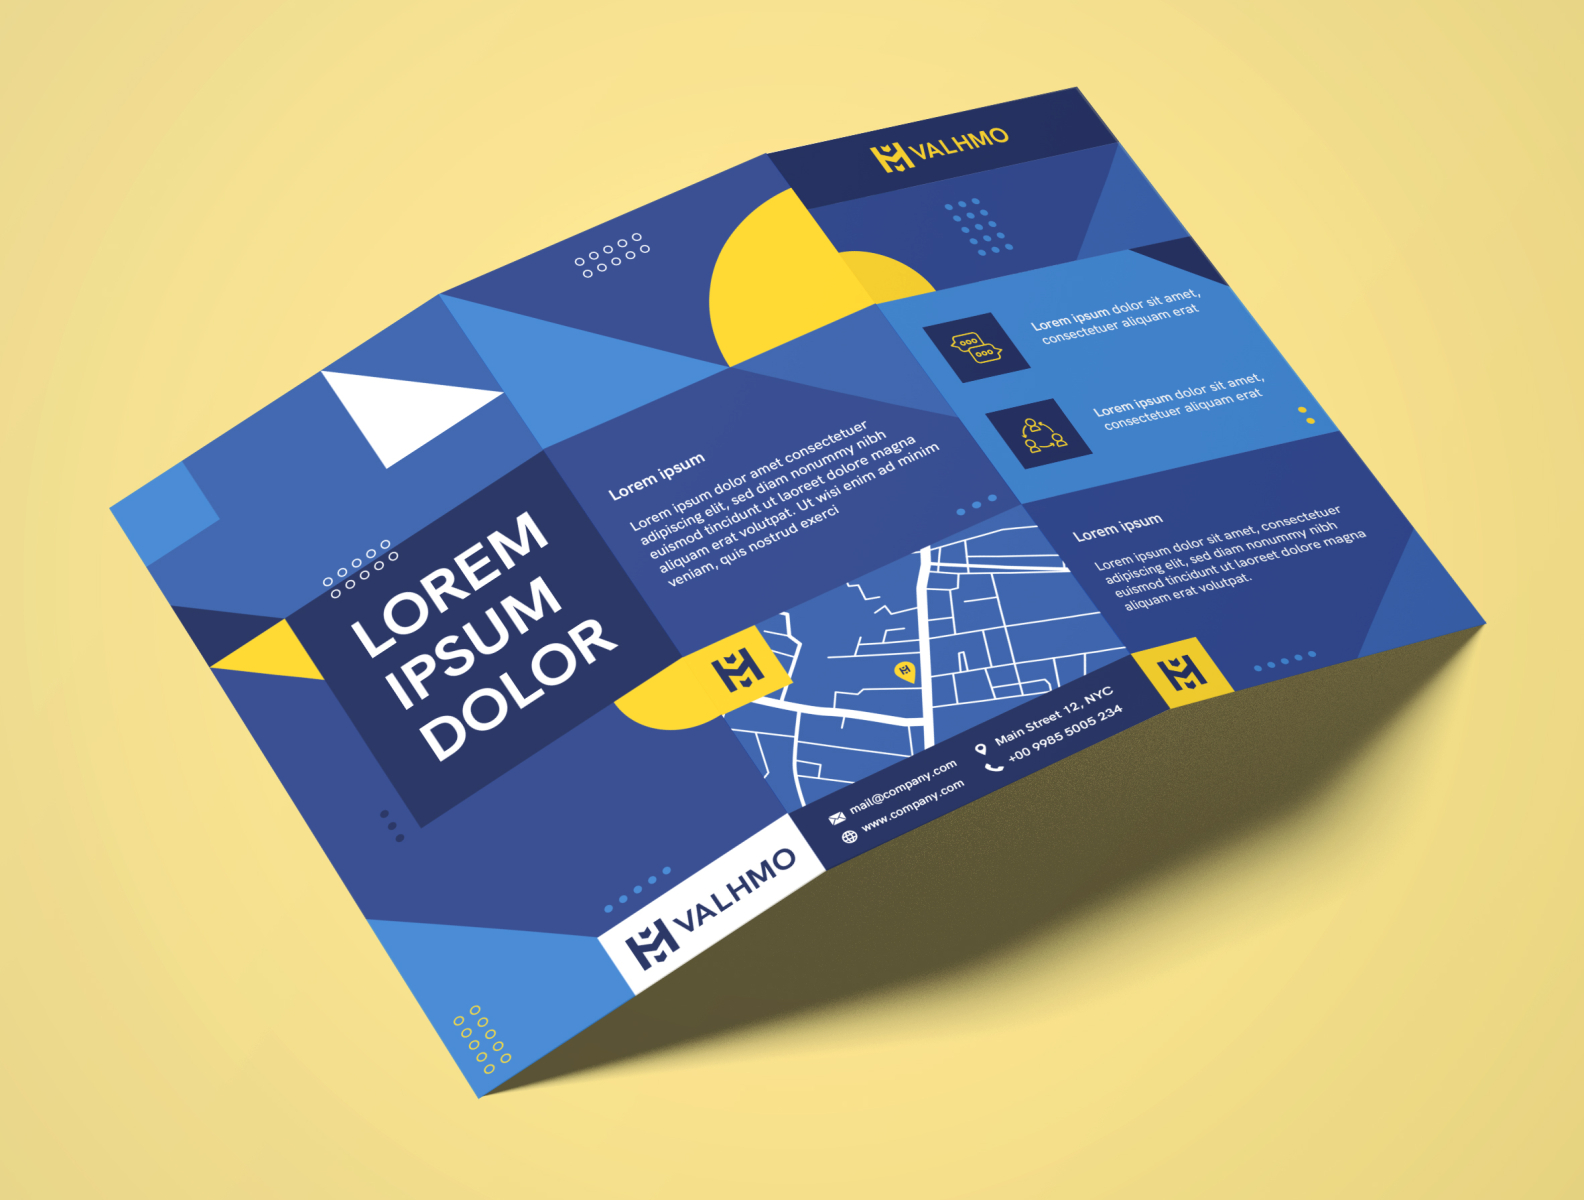 LOREM
IPSUM
DOLOR
VALHMO
Lorem ipsum
Lorem ipsum dolor amet consectetuer
adipiscing elit, sed diam nonummy nibh
euismod tincidunt ut laoreet dolore magna
aliquam erat volutpat. Ut wisi enim ad minim
veniam, quis nostrud exerci
mail@company.com
www.company.com
Main Street 12, NYC
+00 9985 5005 234
VALHMO
Lorem ipsum dolor sit amet,
consectetuer aliquam erat
Lorem ipsum dolor sit amet,
consectetuer aliquam erat
Lorem ipsum
Lorem ipsum dolor sit amet, consectetuer
adipiscing elit, sed diam nonummy nibh
euismod tincidunt ut laoreet dolore magna
aliquam erat volutpat.